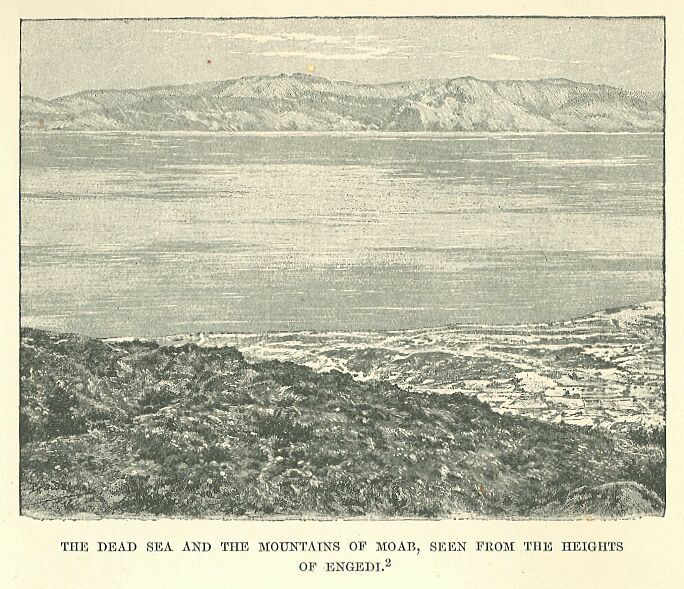 THE DEAD SEA AND THE MOUNTAINS OF MOAB, SEEN FROM THE HEIGHTS
OF ENGEDI.2